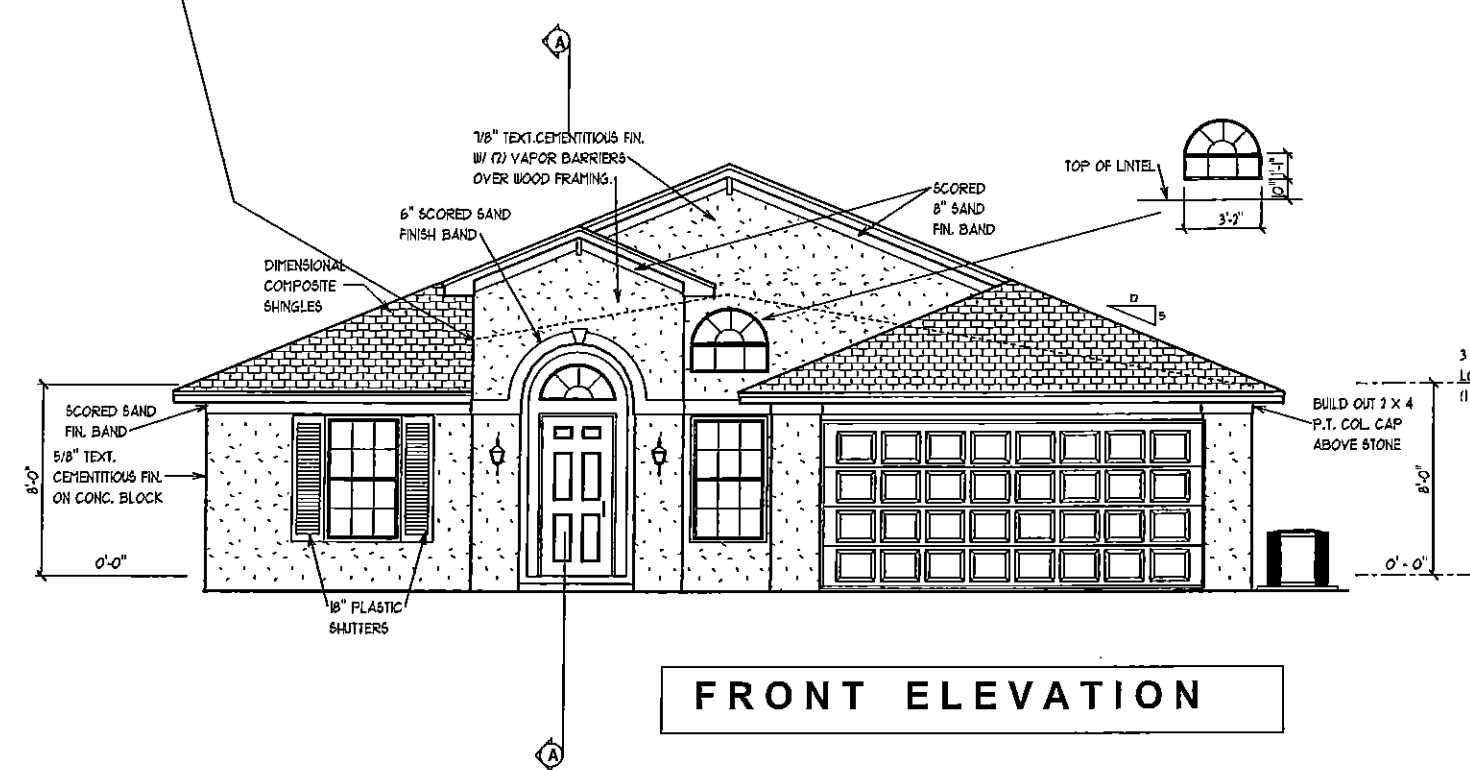 A
7/8" TEXT.CEMENTITIOUS FIN.
W/ (2) VAPOR BARRIERS
OVER WOOD FRAMING.
6" SCORED SAND
FINISH BAND
DIMENSIONAL
COMPOSITE
SHINGLES
SCORED
8" SAND
FIN. BAND
TOP OF LINTEL
1'-1"
3'-2"
12
5
SCORED SAND
FIN. BAND
5/8" TEXT.
CEMENTITIOUS FIN.
ON CONC. BLOCK
8'-0"
0'-0"
18" PLASTIC
SHUTTERS
BUILD OUT 2 X 4
P.T. COL. CAP
ABOVE STONE
8'-0"
0' - 0"
3
A
FRONT ELEVATION